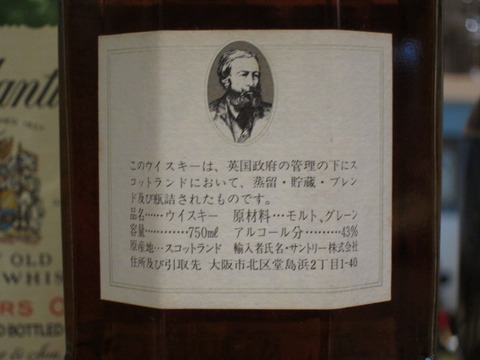 このウイスキーは、英国政府の管理の下にス
コットランドにおいて、蒸留・貯蔵・ブレン
ド及び瓶詰されたものです。
品名……ウイスキー 原材料…モルト、グレーン
容量…………750ml アルコール分…………43%
原産地…スコットランド 輸入者氏名・サントリー株式会社
住所及び引取先 大阪市北区堂島浜2丁目1-40
OLD
WHIS
BOTTLED